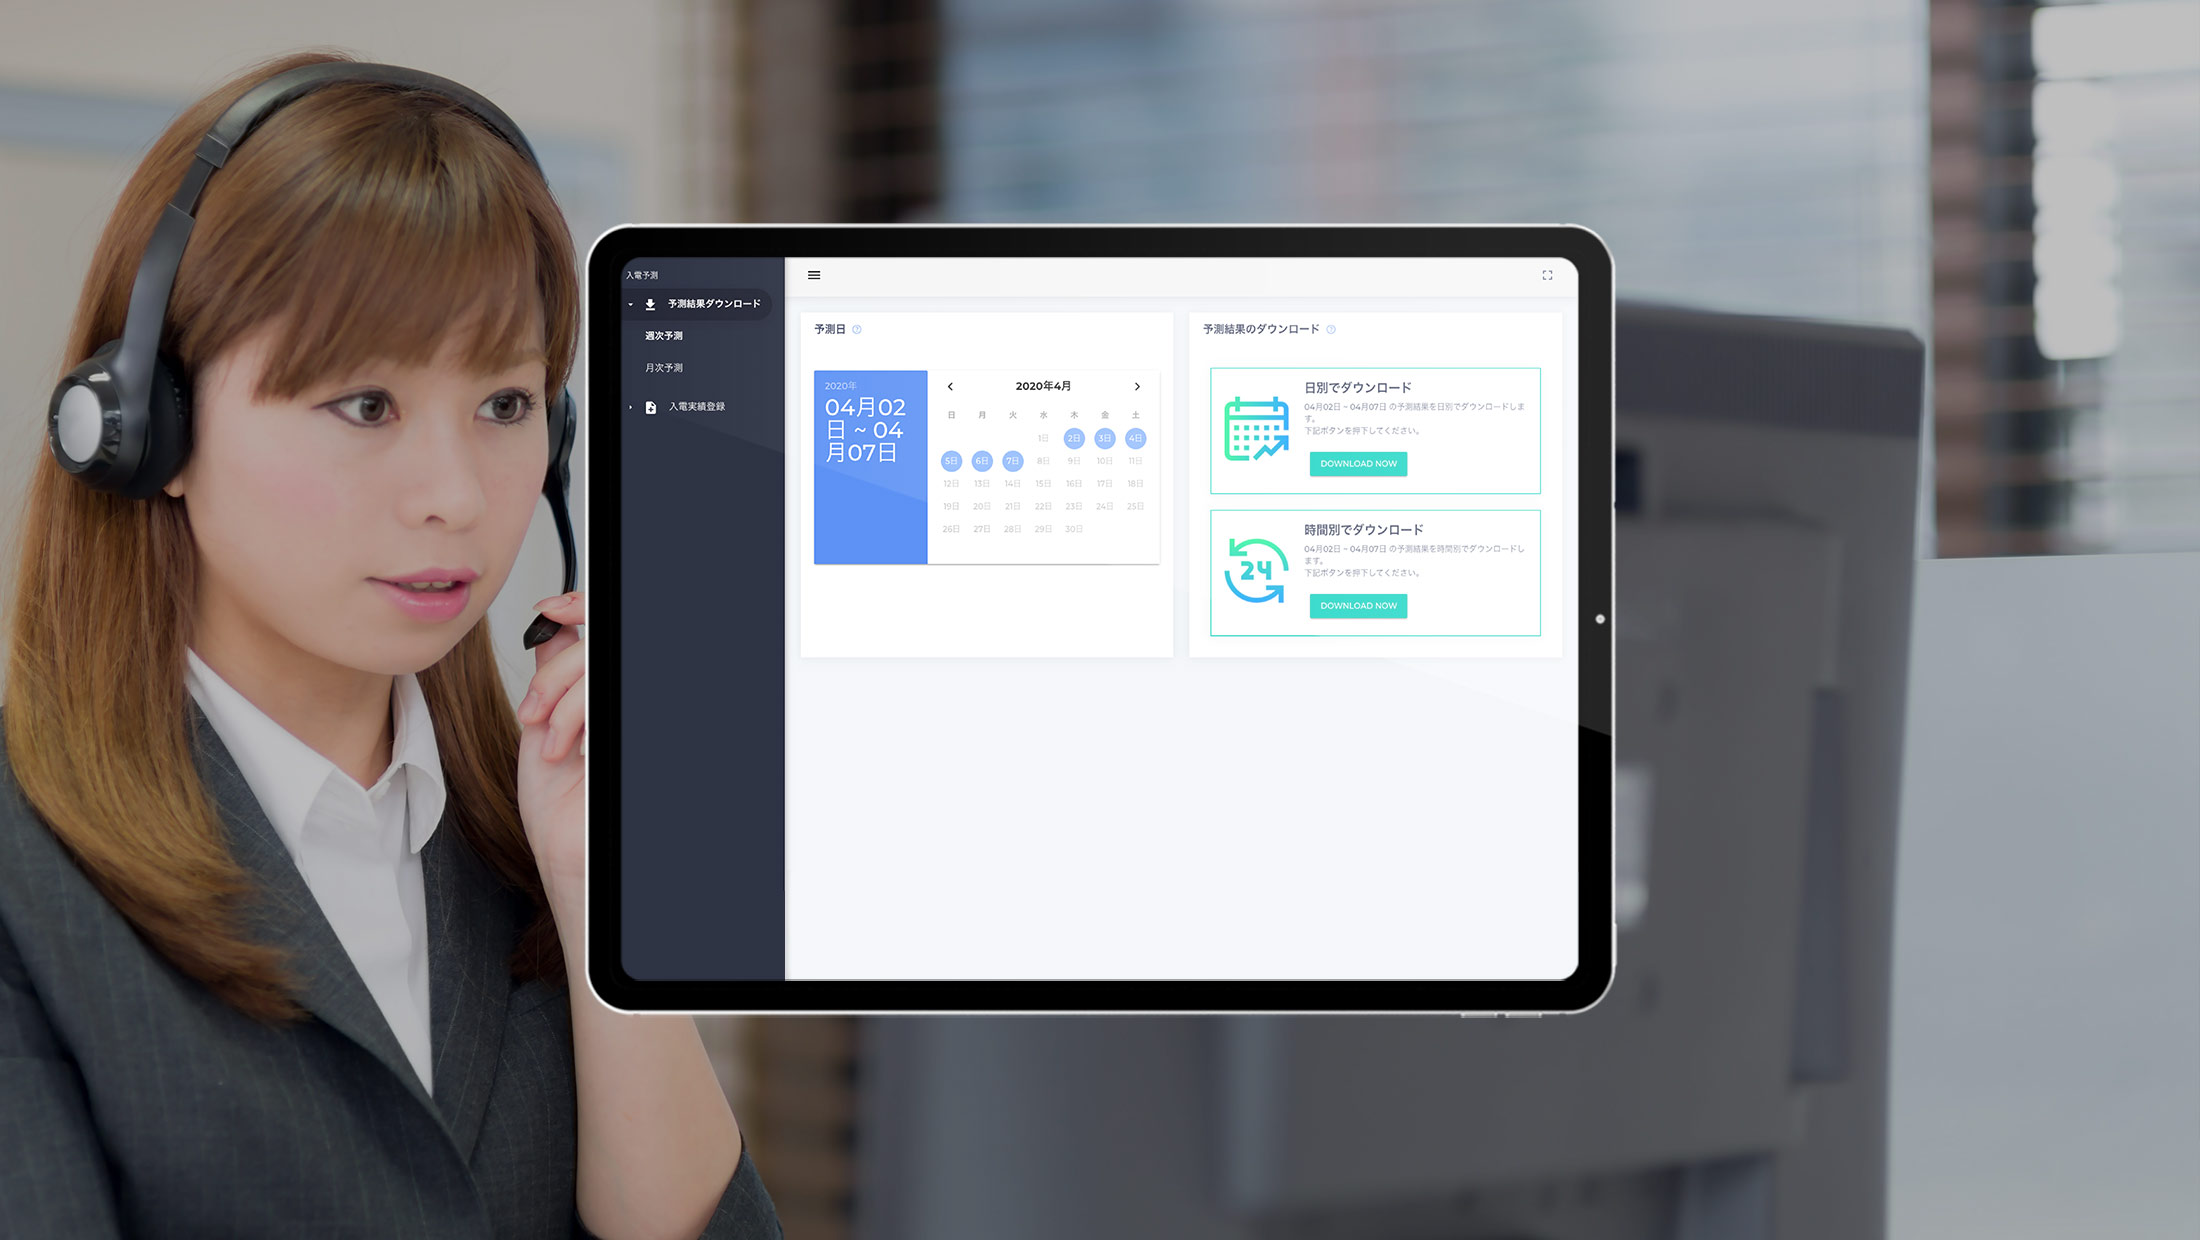 入電予測
予測結果ダウンロード
週次予測
月次予測
入電実績登録
予測日
2020年
04月02
日 ~ 04
月07日
2020年4月
日 月 火 水 木 金 土
1日 2日 3日 4日
5日 6日 7日 8日 9日 10日 11日
12日 13日 14日 15日 16日 17日 18日
19日 20日 21日 22日 23日 24日 25日
26日 27日 28日 29日 30日
予測結果のダウンロード
日別でダウンロード
04月02日 ~ 04月07日 の予測結果を日別でダウンロードしま
す。
下記ボタンを押下してください。
DOWNLOAD NOW
24
時間別でダウンロード
04月02日 ~ 04月07日 の予測結果を時間別でダウンロードし
ます。
下記ボタンを押下してください。
DOWNLOAD NOW